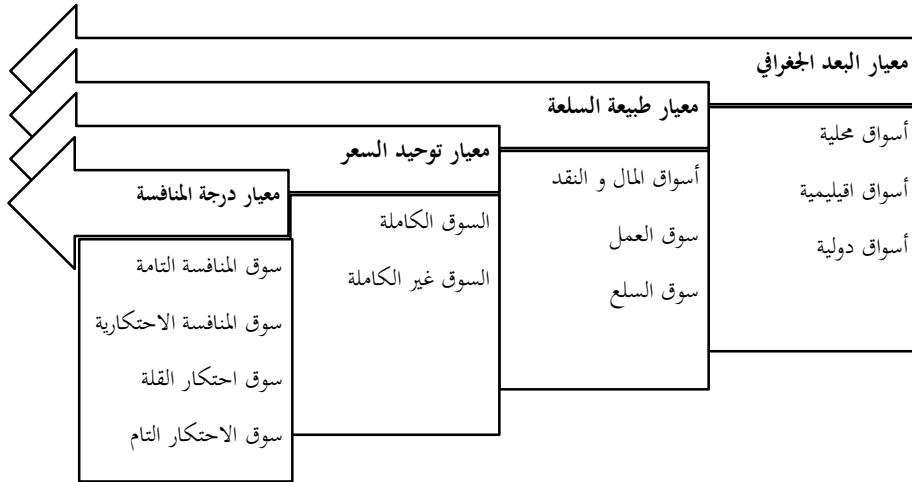 معيار البعد الجغرافي
أسواق محلية
أسواق اقيليمية
أسواق دولية
معيار طبيعة السلعة
أسواق المال و النقد
سوق العمل
سوق السلع
معيار توحيد السعر
السوق الكاملة
السوق غير الكاملة
معيار درجة المنافسة
سوق المنافسة التامة
سوق المنافسة الاحتكارية
سوق احتكار القلة
سوق الاحتكار التام